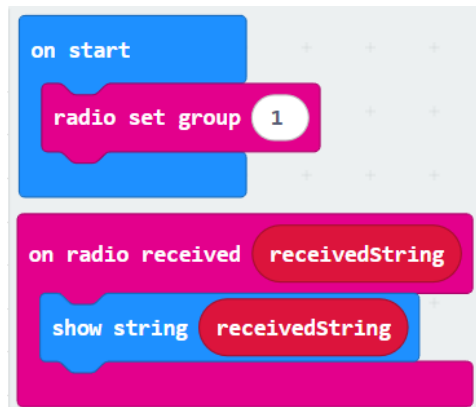 on start
radio set group 1
on radio received receivedString
show string receivedString